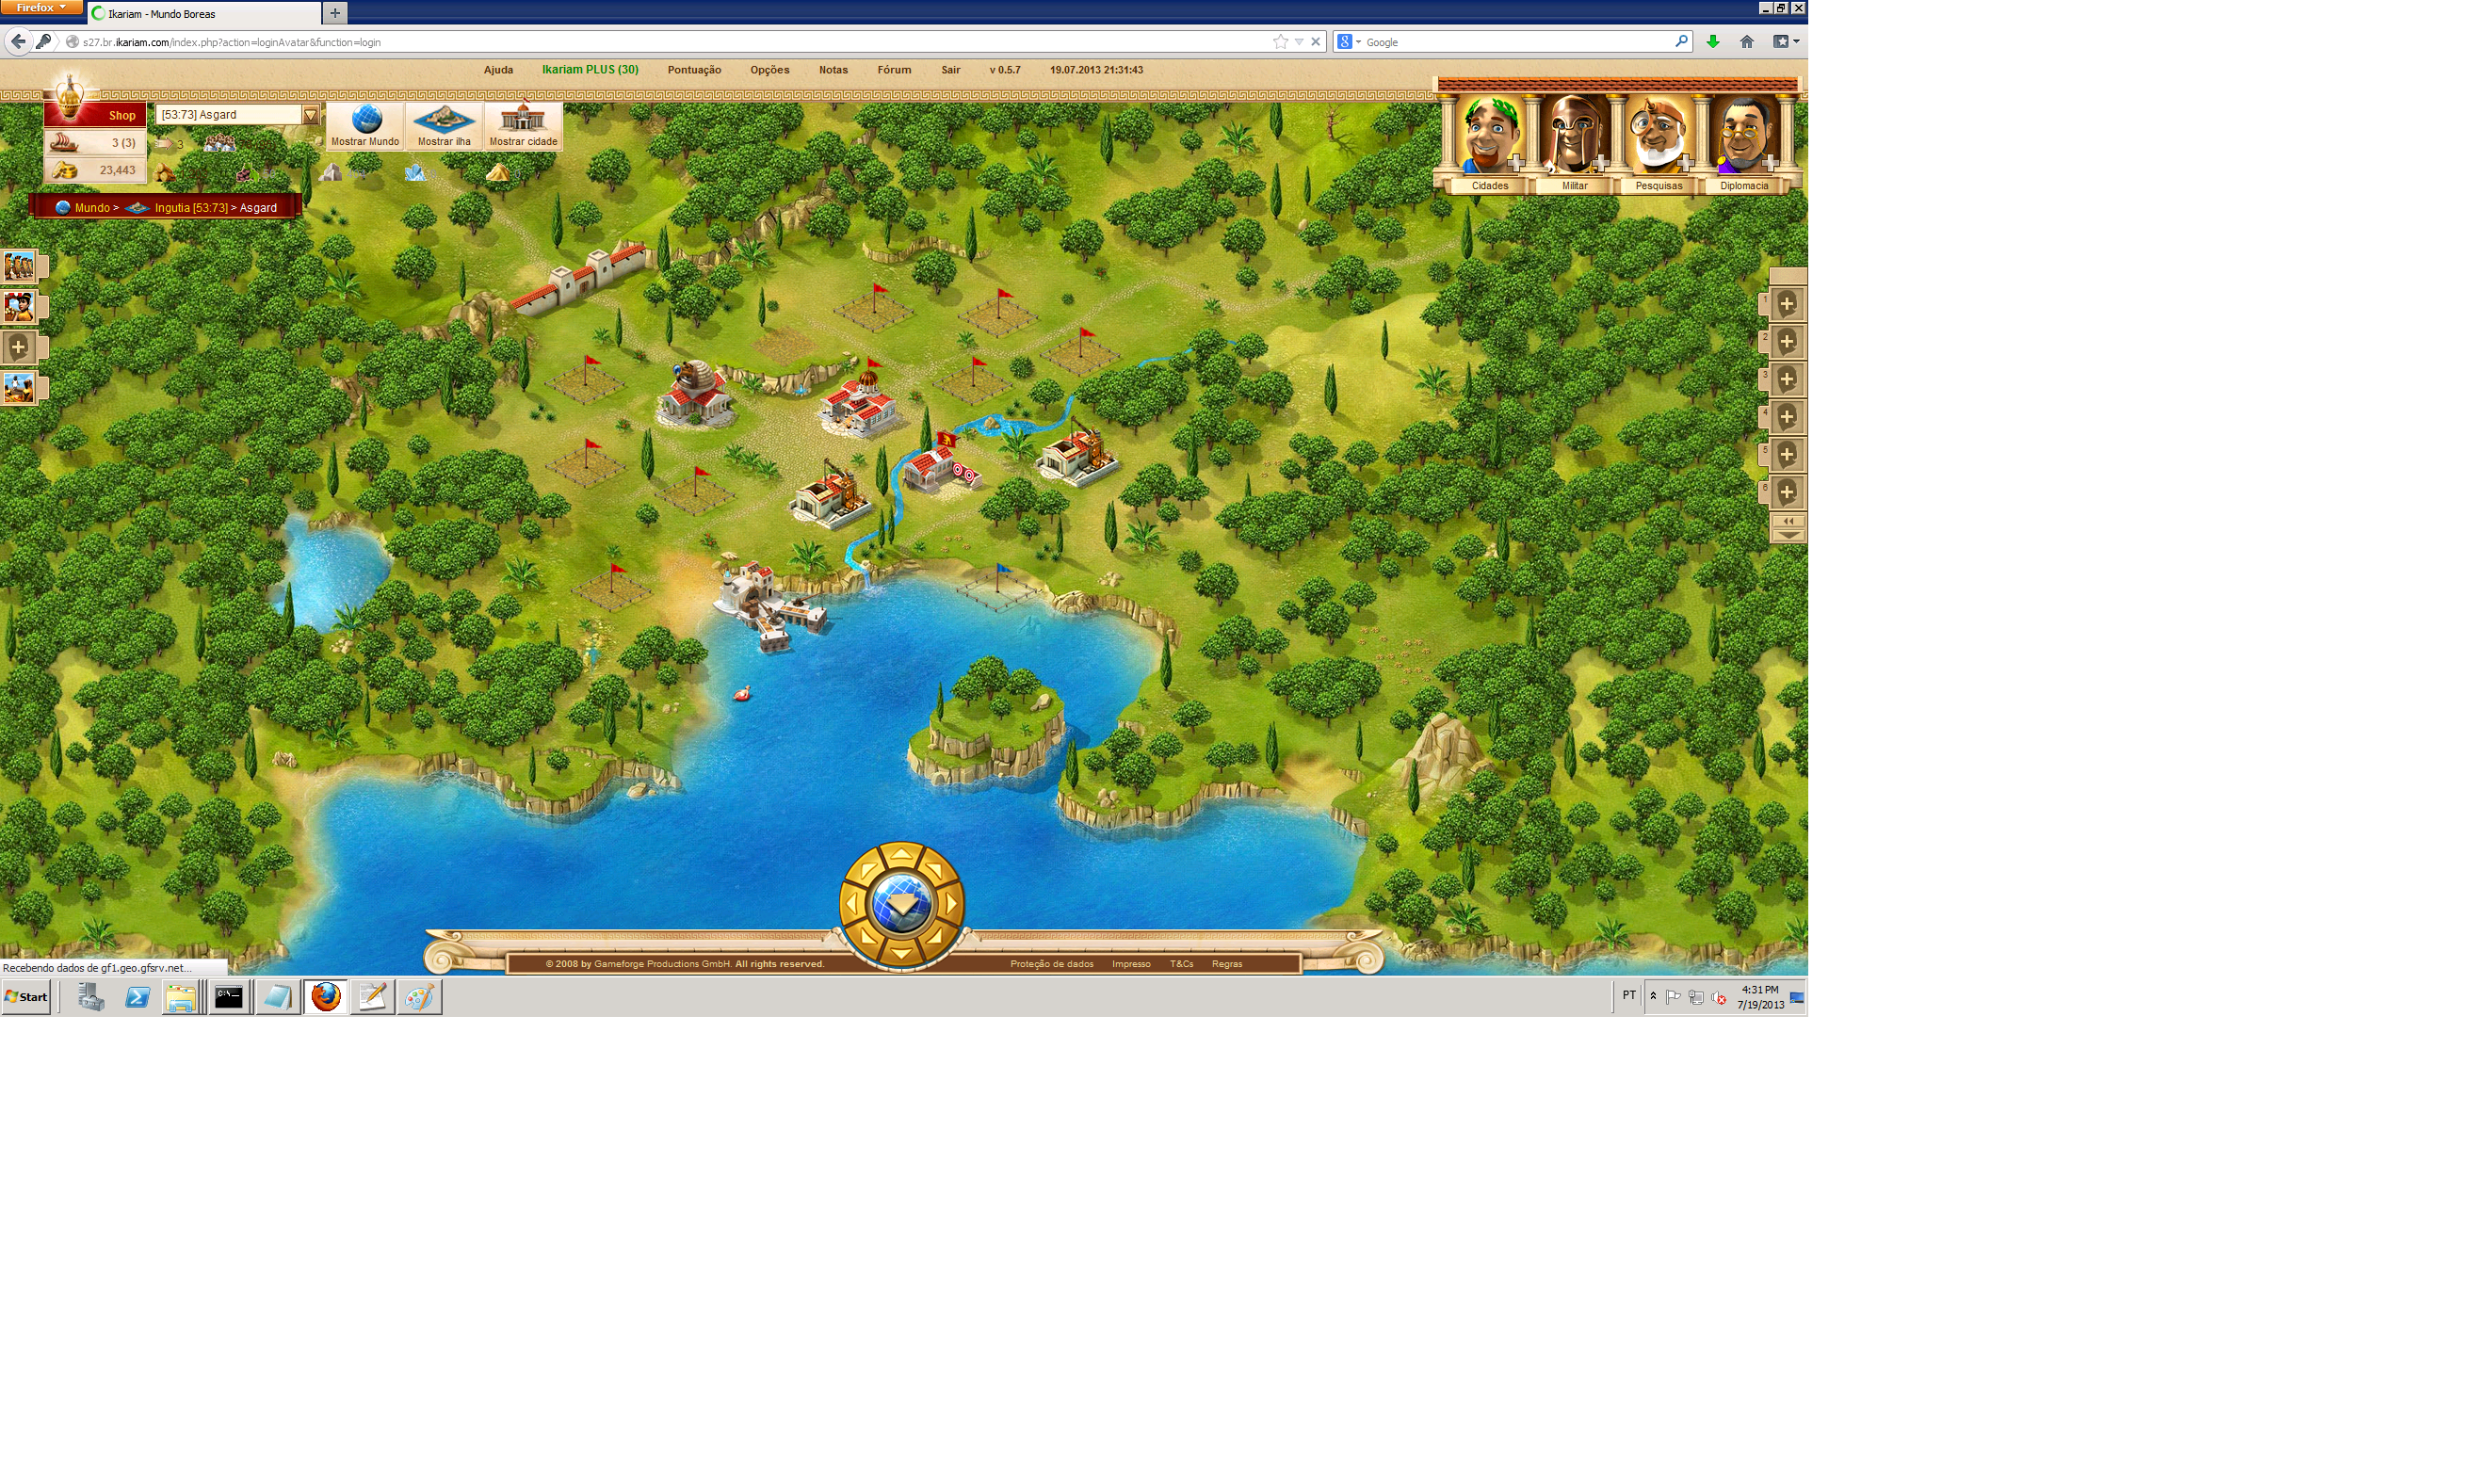 Firefox
Ikariam - Mundo Boreas
s27.br.ikariam.com/index.php?action=loginAvatar&function=login
Google
Ajuda Ikariam PLUS (30) Pontuação Opções Notas Fórum Sair v 0.5.7 19.07.2013 21:31:43
Shop
[53:73] Asgard
3 (3)
3
23,443
Mostrar Mundo Mostrar ilha Mostrar cidade
Cidades Militar Pesquisas Diplomacia
Mundo > Ingutia [53:73] > Asgard
1
2
3
4
5
6
© 2008 by Gameforge Productions GmbH. All rights reserved.
Proteção de dados Impresso T&Cs Regras
Recebendo dados de gf1.geo.gfsrv.net...
Start
C:\_
PT
4:31 PM
7/19/2013